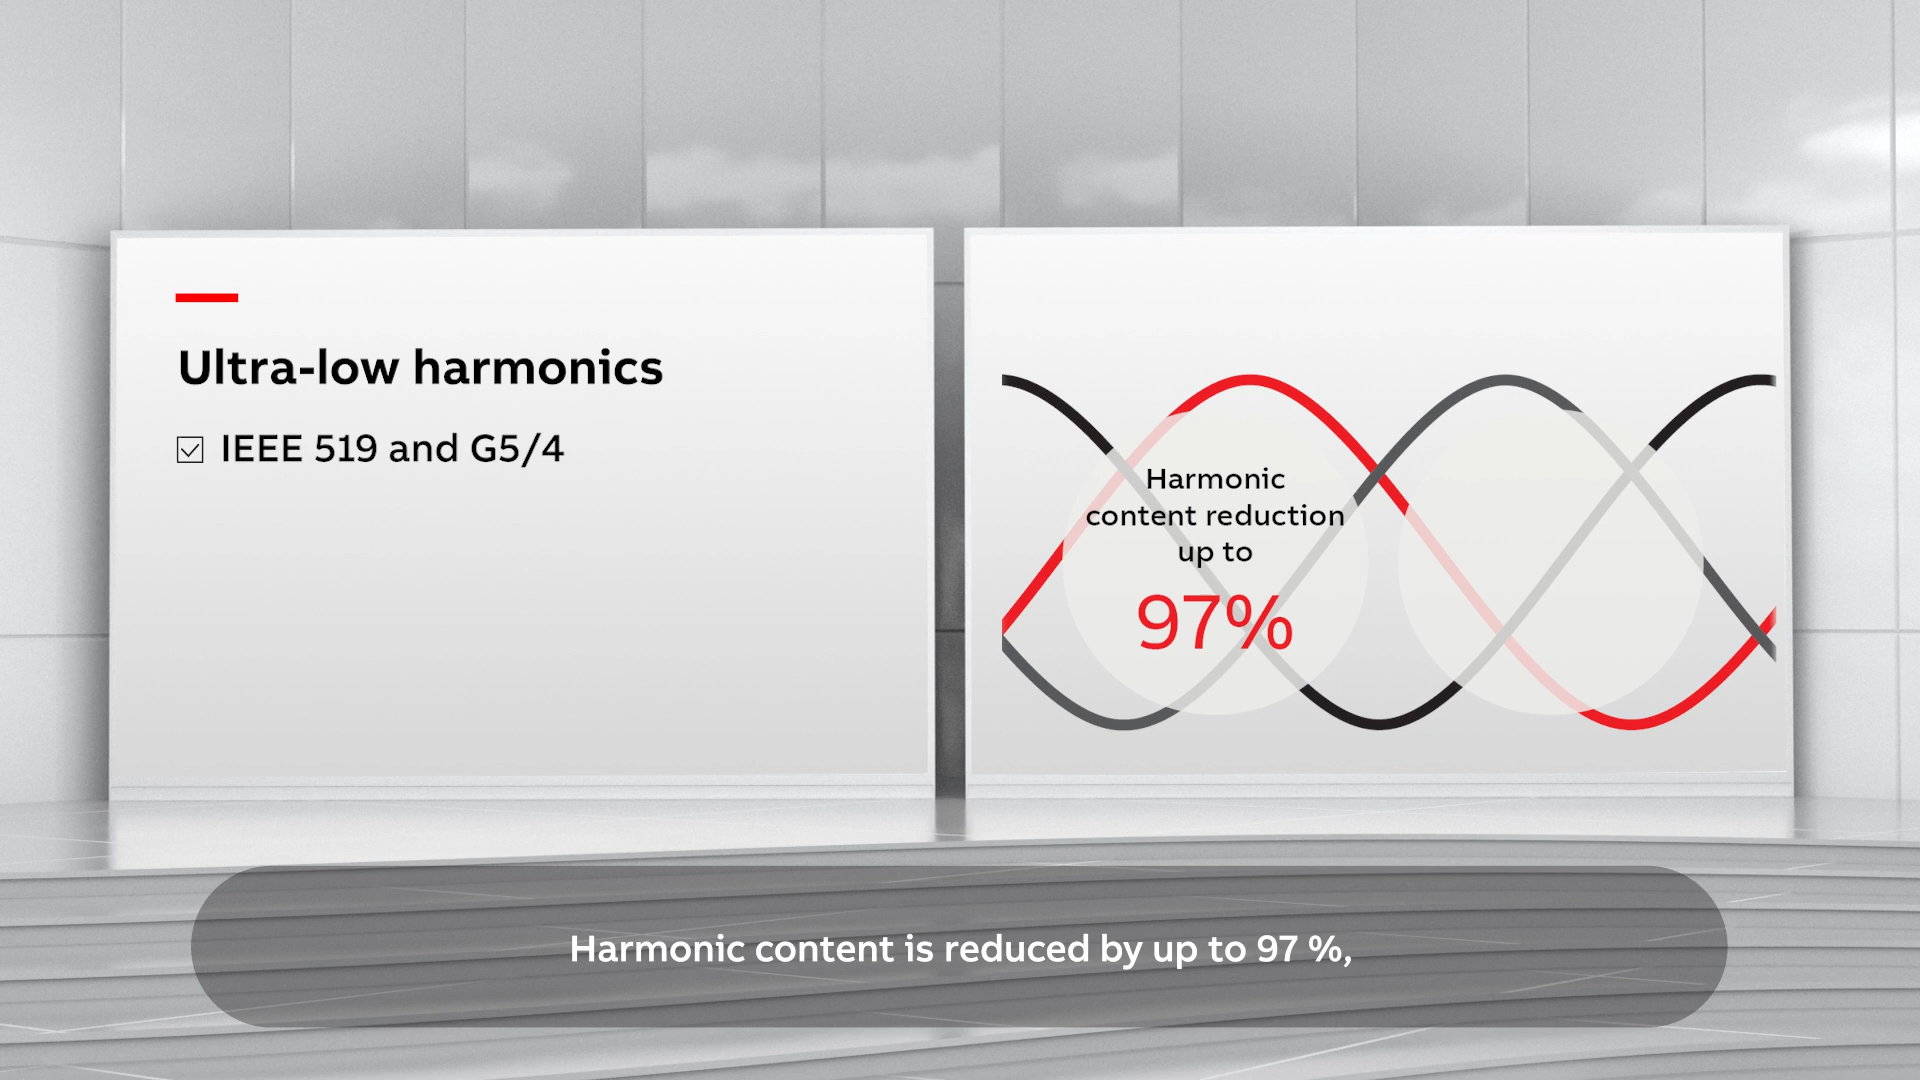 Ultra-low harmonics
IEEE 519 and G5/4
Harmonic
content reduction
up to
97%
Harmonic content is reduced by up to 97 %,